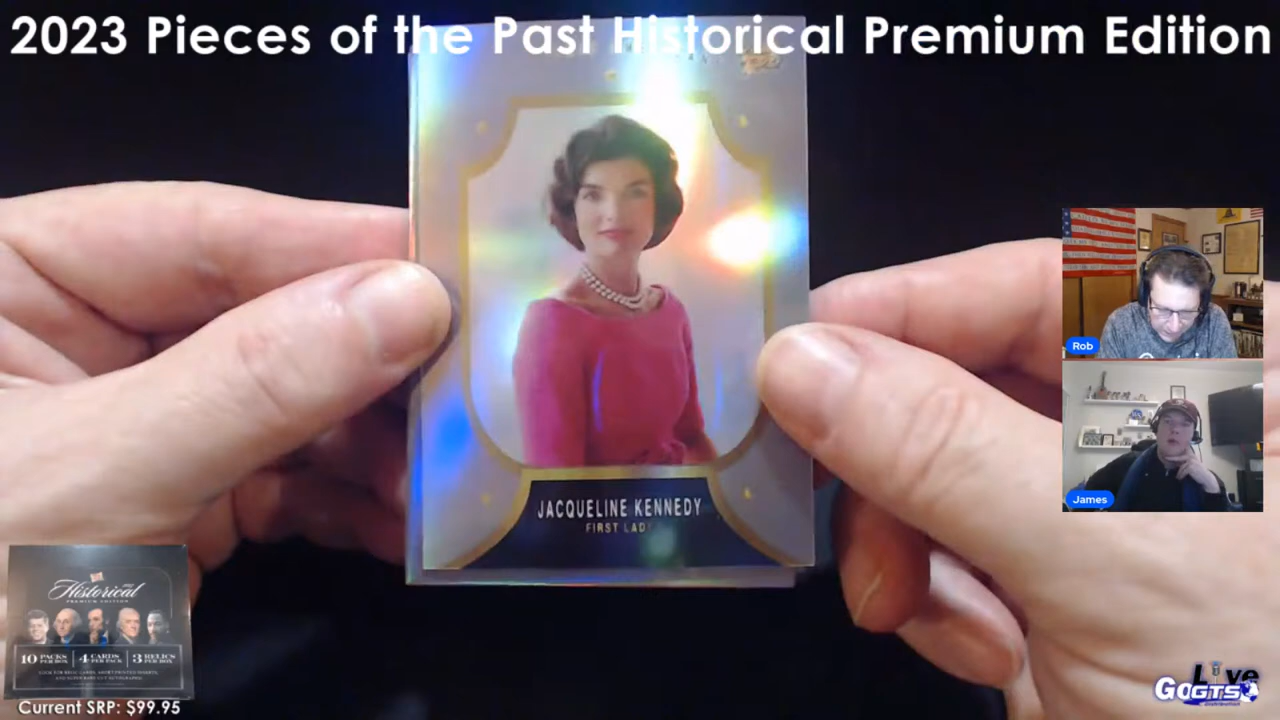 2023 Pieces of the Past Historical Premium Edition
JACQUELINE KENNEDY
FIRST LADY
Rob
James
Historical
PREMIUM EDITION
10 PACKS PER BOX | 4 CARDS PER PACK | 3 RELICS PER BOX
Current SRP: $99.95
Live
GOGTS